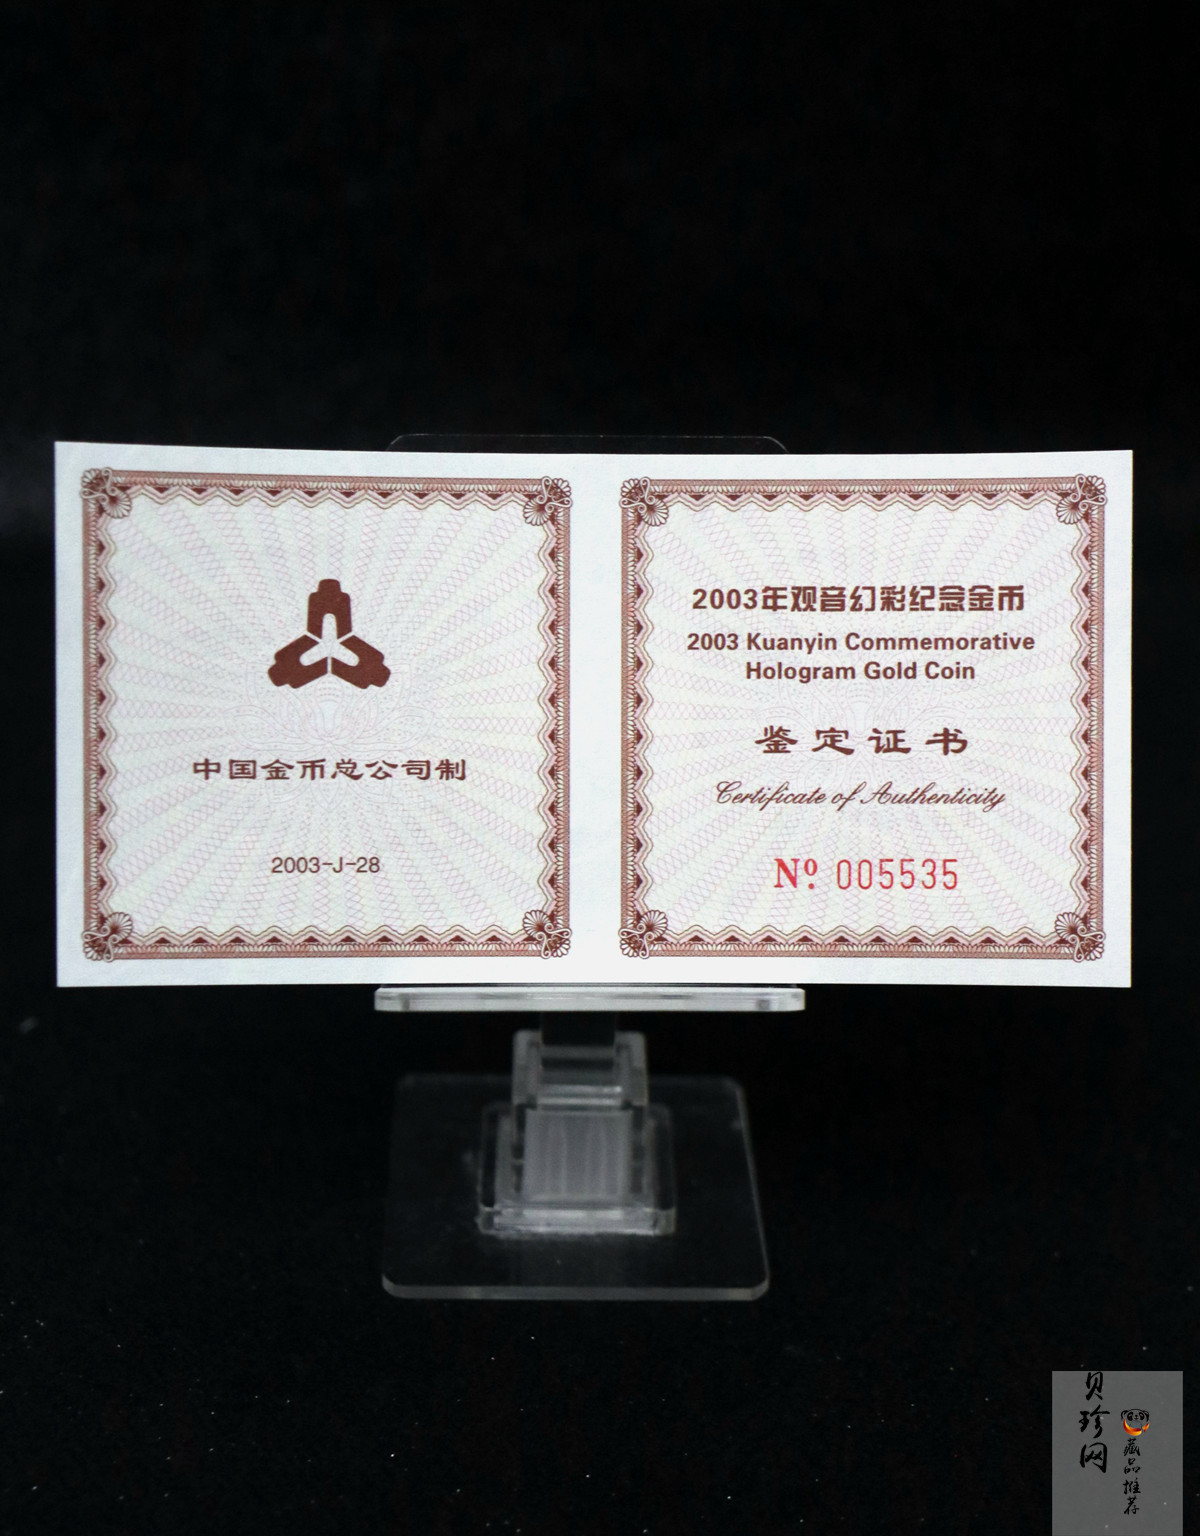 中国金币总公司制
2003-J-28
2003年观音幻彩纪念金币
2003 Kuanyin Commemorative
Hologram Gold Coin
鉴定证书
Certificate of Authenticity
Nº 005535
贝珍网
藏品推荐